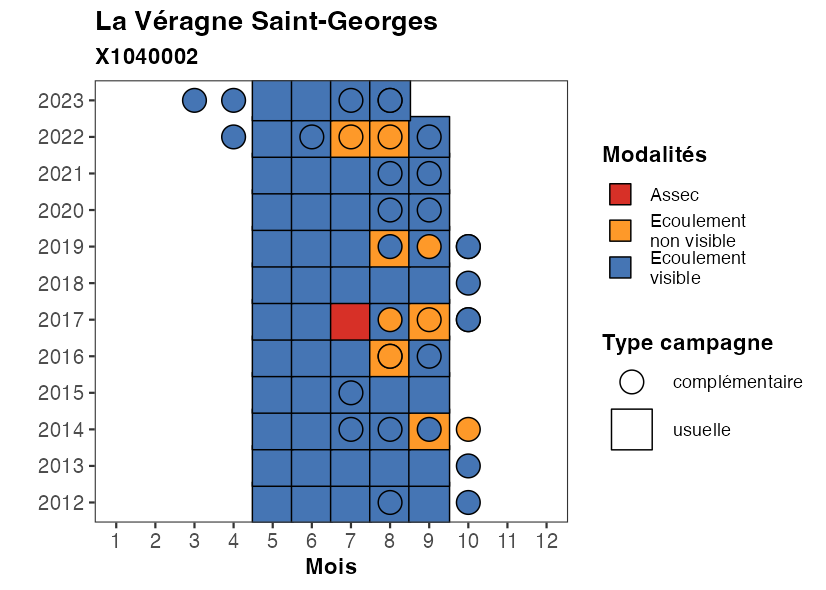 La Véragne Saint-Georges
X1040002
2023
2022
2021
2020
2019
2018
2017
2016
2015
2014
2013
2012
1 2 3 4 5 6 7 8 9 10 11 12
Mois
Modalités
Assec
Ecoulement
non visible
Ecoulement
visible
Type campagne
complémentaire
usuelle